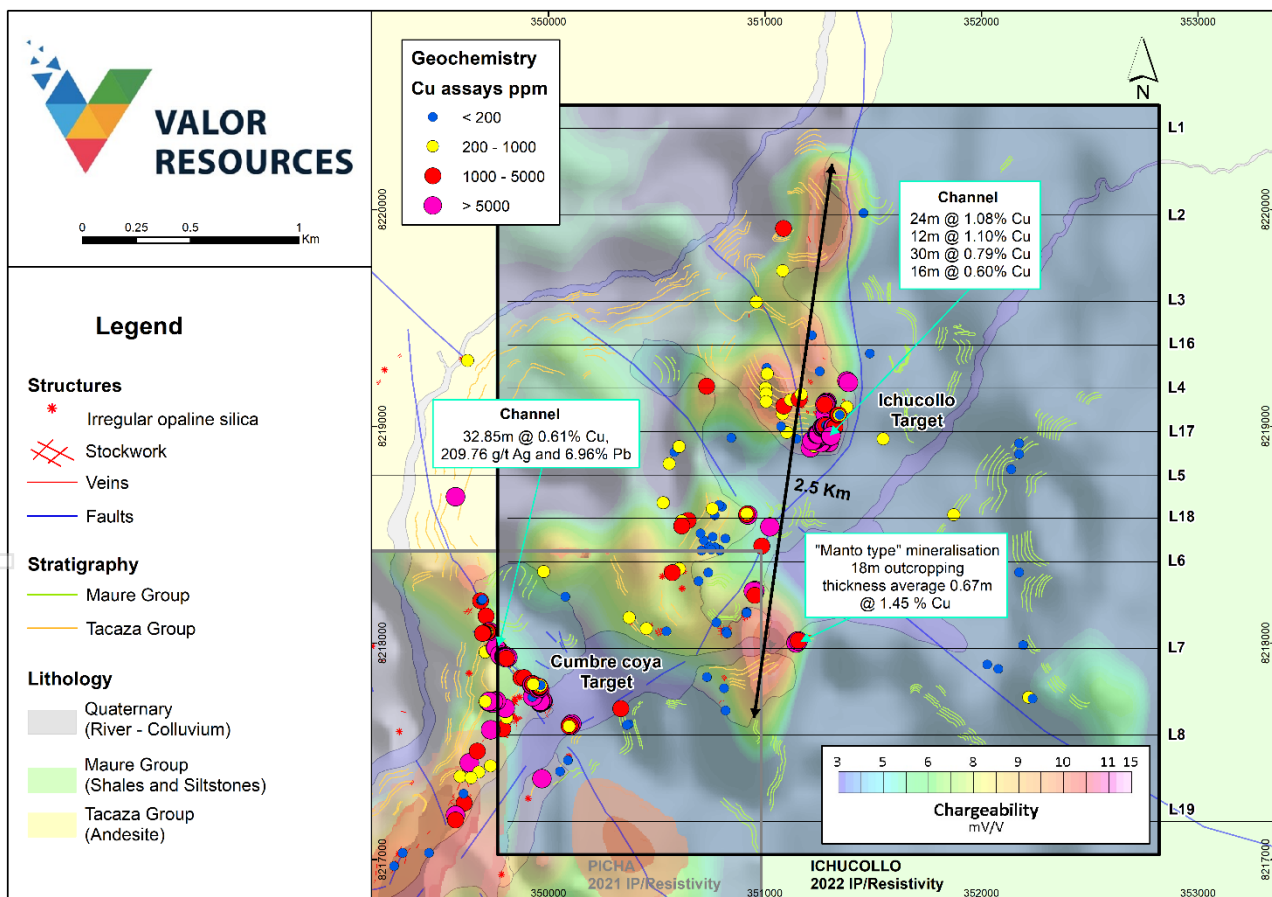 VALOR
RESOURCES
0 0.25 0.5 1
Km
Legend
Structures
Irregular opaline silica
Stockwork
Veins
Faults
Stratigraphy
Maure Group
Tacaza Group
Lithology
Quaternary
(River - Colluvium)
Maure Group
(Shales and Siltstones)
Tacaza Group
(Andesite)
350000 351000 352000 353000
Geochemistry
Cu assays ppm
< 200
200 - 1000
1000 - 5000
> 5000
N
L1
L2
L3
L16
L4
L17
L5
L18
L6
L7
L8
L19
8220000
8219000
8218000
8217000
8220000
8219000
8218000
8217000
Channel
24m @ 1.08% Cu
12m @ 1.10% Cu
30m @ 0.79% Cu
16m @ 0.60% Cu
Ichucollo
Target
Channel
32.85m @ 0.61% Cu,
209.76 g/t Ag and 6.96% Pb
2.5 Km
"Manto type" mineralisation
18m outcropping
thickness average 0.67m
@ 1.45 % Cu
Cumbre coya
Target
3 5 6 8 10 11 15
Chargeability
mV/V
PICHA
2021 IP/Resistivity
ICHUCOLLO
2022 IP/Resistivity
350000 351000 352000 353000